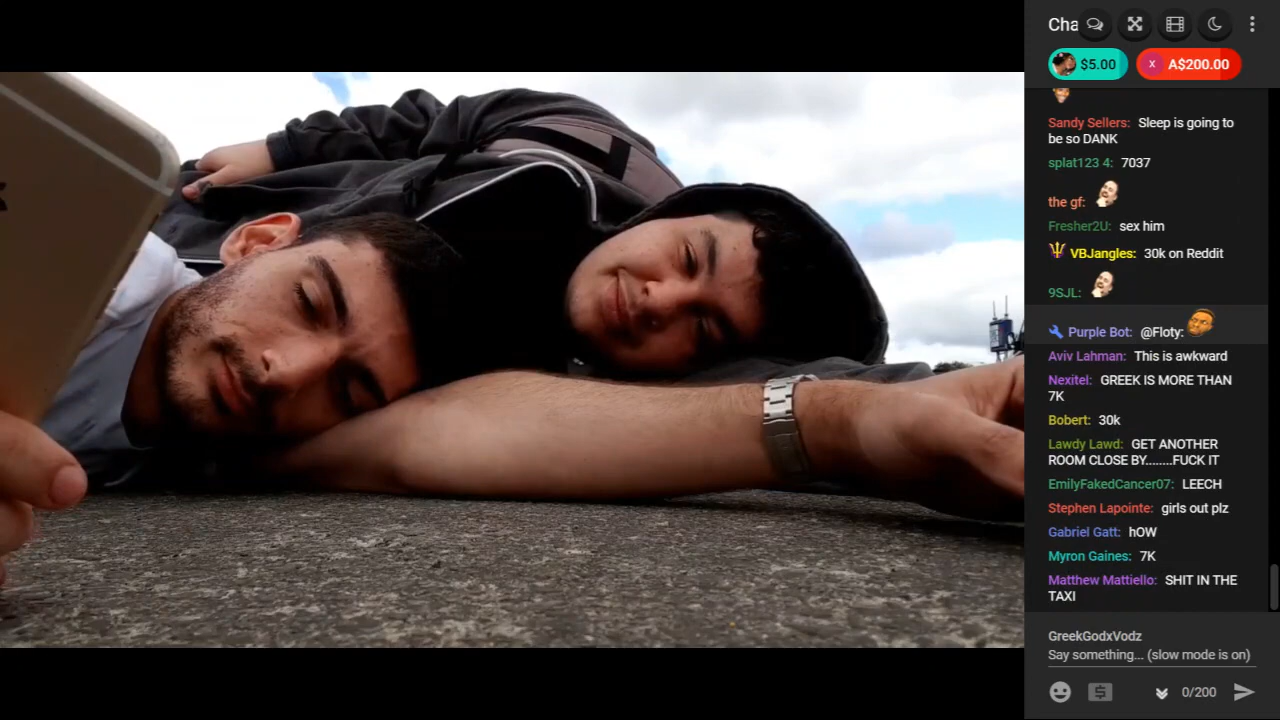 Cha
$5.00
X
A$200.00
Sandy Sellers: Sleep is going to
be so DANK
splat123 4: 7037
the gf:
Fresher2U: sex him
VBJangles: 30k on Reddit
9SJL:
Purple Bot: @Floty:
Aviv Lahman: This is awkward
Nexitel: GREEK IS MORE THAN
7K
Bobert: 30k
Lawdy Lawd: GET ANOTHER
ROOM CLOSE BY........FUCK IT
EmilyFakedCancer07: LEECH
Stephen Lapointe: girls out plz
Gabriel Gatt: hOW
Myron Gaines: 7K
Matthew Mattiello: SHIT IN THE
TAXI
GreekGodxVodz
Say something... (slow mode is on)
0/200